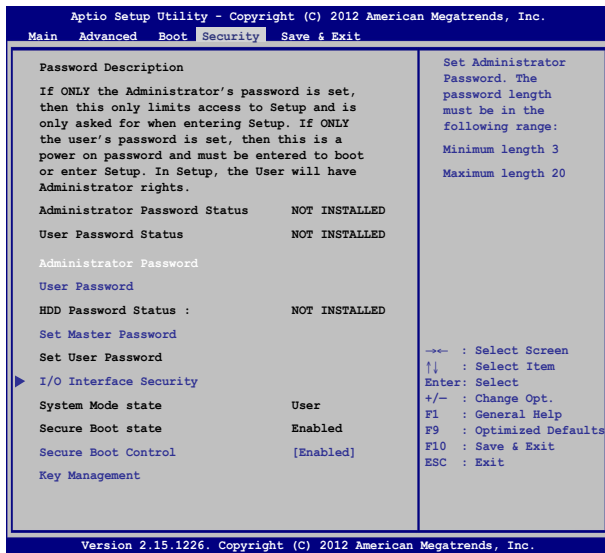 Aptio Setup Utility - Copyright (C) 2012 American Megatrends, Inc.
Main Advanced Boot Security Save & Exit
Password Description
If ONLY the Administrator's password is set,
then this only limits access to Setup and is
only asked for when entering Setup. If ONLY
the user's password is set, then this is a
power on password and must be entered to boot
or enter Setup. In Setup, the User will have
Administrator rights.
Administrator Password Status NOT INSTALLED
User Password Status NOT INSTALLED
Administrator Password
User Password
HDD Password Status : NOT INSTALLED
Set Master Password
Set User Password
I/O Interface Security
System Mode state User
Secure Boot state Enabled
Secure Boot Control [Enabled]
Key Management
Set Administrator
Password. The
password length
must be in the
following range:
Minimum length 3
Maximum length 20
→← : Select Screen
↑↓ : Select Item
Enter: Select
+/— : Change Opt.
F1 : General Help
F9 : Optimized Defaults
F10 : Save & Exit
ESC : Exit
Version 2.15.1226. Copyright (C) 2012 American Megatrends, Inc.